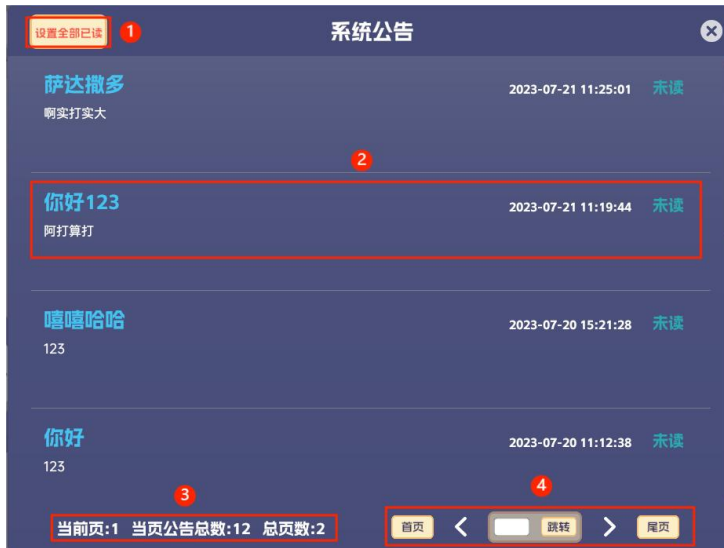 设置全部已读 1 系统公告
萨达撒多 2023-07-21 11:25:01 未读
啊实打实大
2
你好123 2023-07-21 11:19:44 未读
阿打算打
嘻嘻哈哈 2023-07-20 15:21:28 未读
123
你好 2023-07-20 11:12:38 未读
123
3 4
当前页:1 当页公告总数:12 总页数:2 首页 跳转 尾页